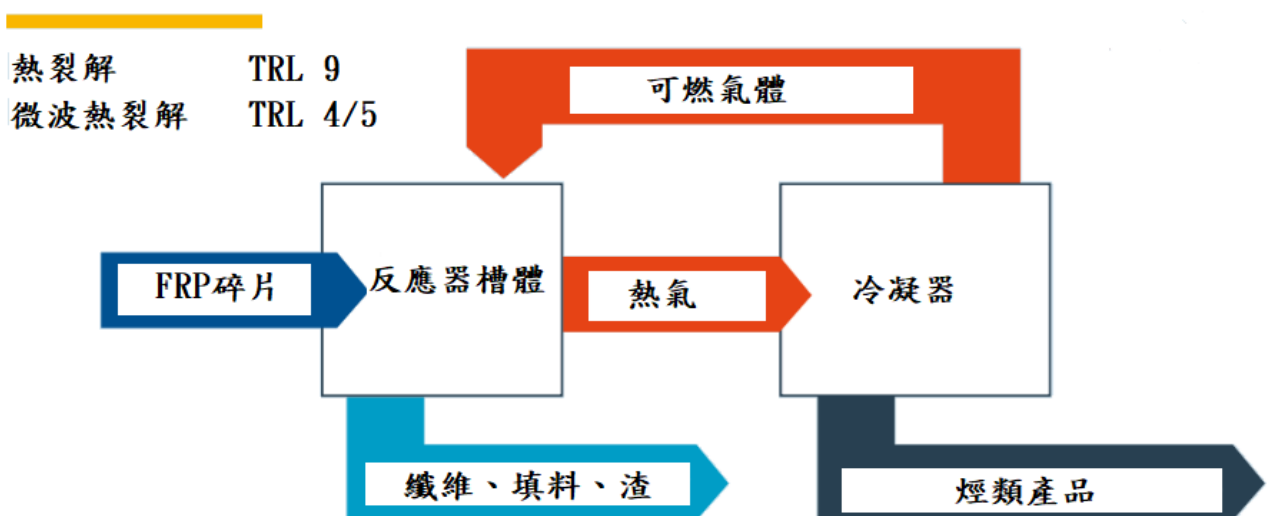 熱裂解 TRL 9
微波熱裂解 TRL 4/5
可燃氣體
FRP碎片
反應器槽體
熱氣
冷凝器
纖維、填料、渣
烴類產品